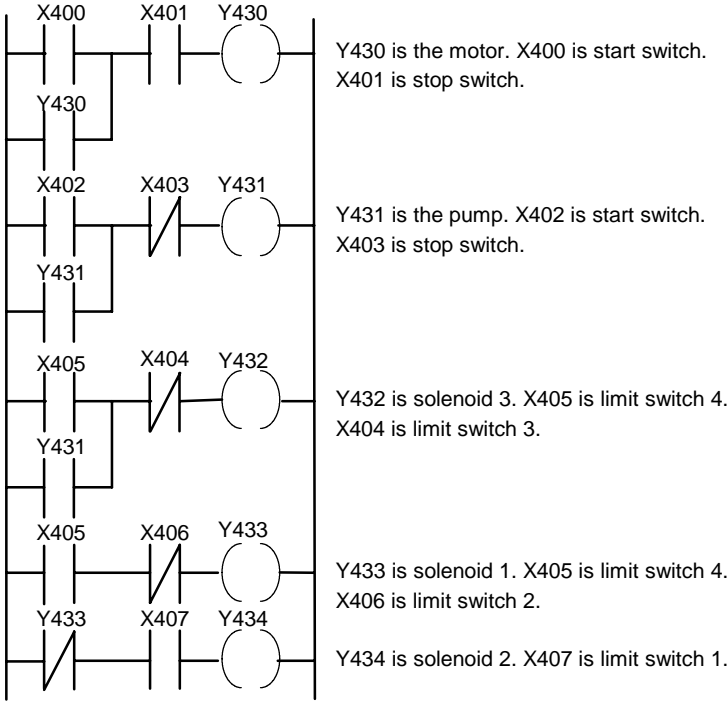 X400 X401 Y430
Y430 is the motor. X400 is start switch.
X401 is stop switch.
Y430
X402 X403 Y431
Y431 is the pump. X402 is start switch.
X403 is stop switch.
Y431
X405 X404 Y432
Y432 is solenoid 3. X405 is limit switch 4.
X404 is limit switch 3.
Y431
X405 X406 Y433
Y433 is solenoid 1. X405 is limit switch 4.
X406 is limit switch 2.
Y433 X407 Y434
Y434 is solenoid 2. X407 is limit switch 1.